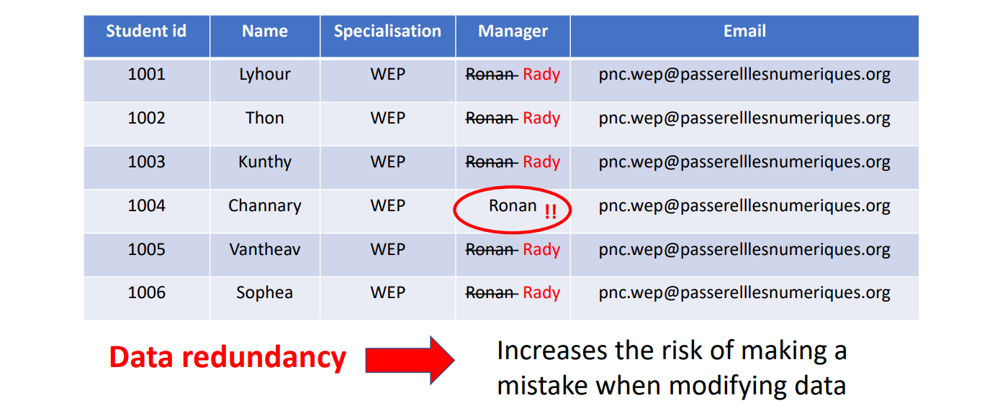 Student id Name Specialisation Manager Email
1001 Lyhour WEP Ronan Rady pnc.wep@passerelllesnumeriques.org
1002 Thon WEP Ronan Rady pnc.wep@passerelllesnumeriques.org
1003 Kunthy WEP Ronan Rady pnc.wep@passerelllesnumeriques.org
1004 Channary WEP Ronan !! pnc.wep@passerelllesnumeriques.org
1005 Vantheav WEP Ronan Rady pnc.wep@passerelllesnumeriques.org
1006 Sophea WEP Ronan Rady pnc.wep@passerelllesnumeriques.org
Data redundancy
Increases the risk of making a
mistake when modifying data